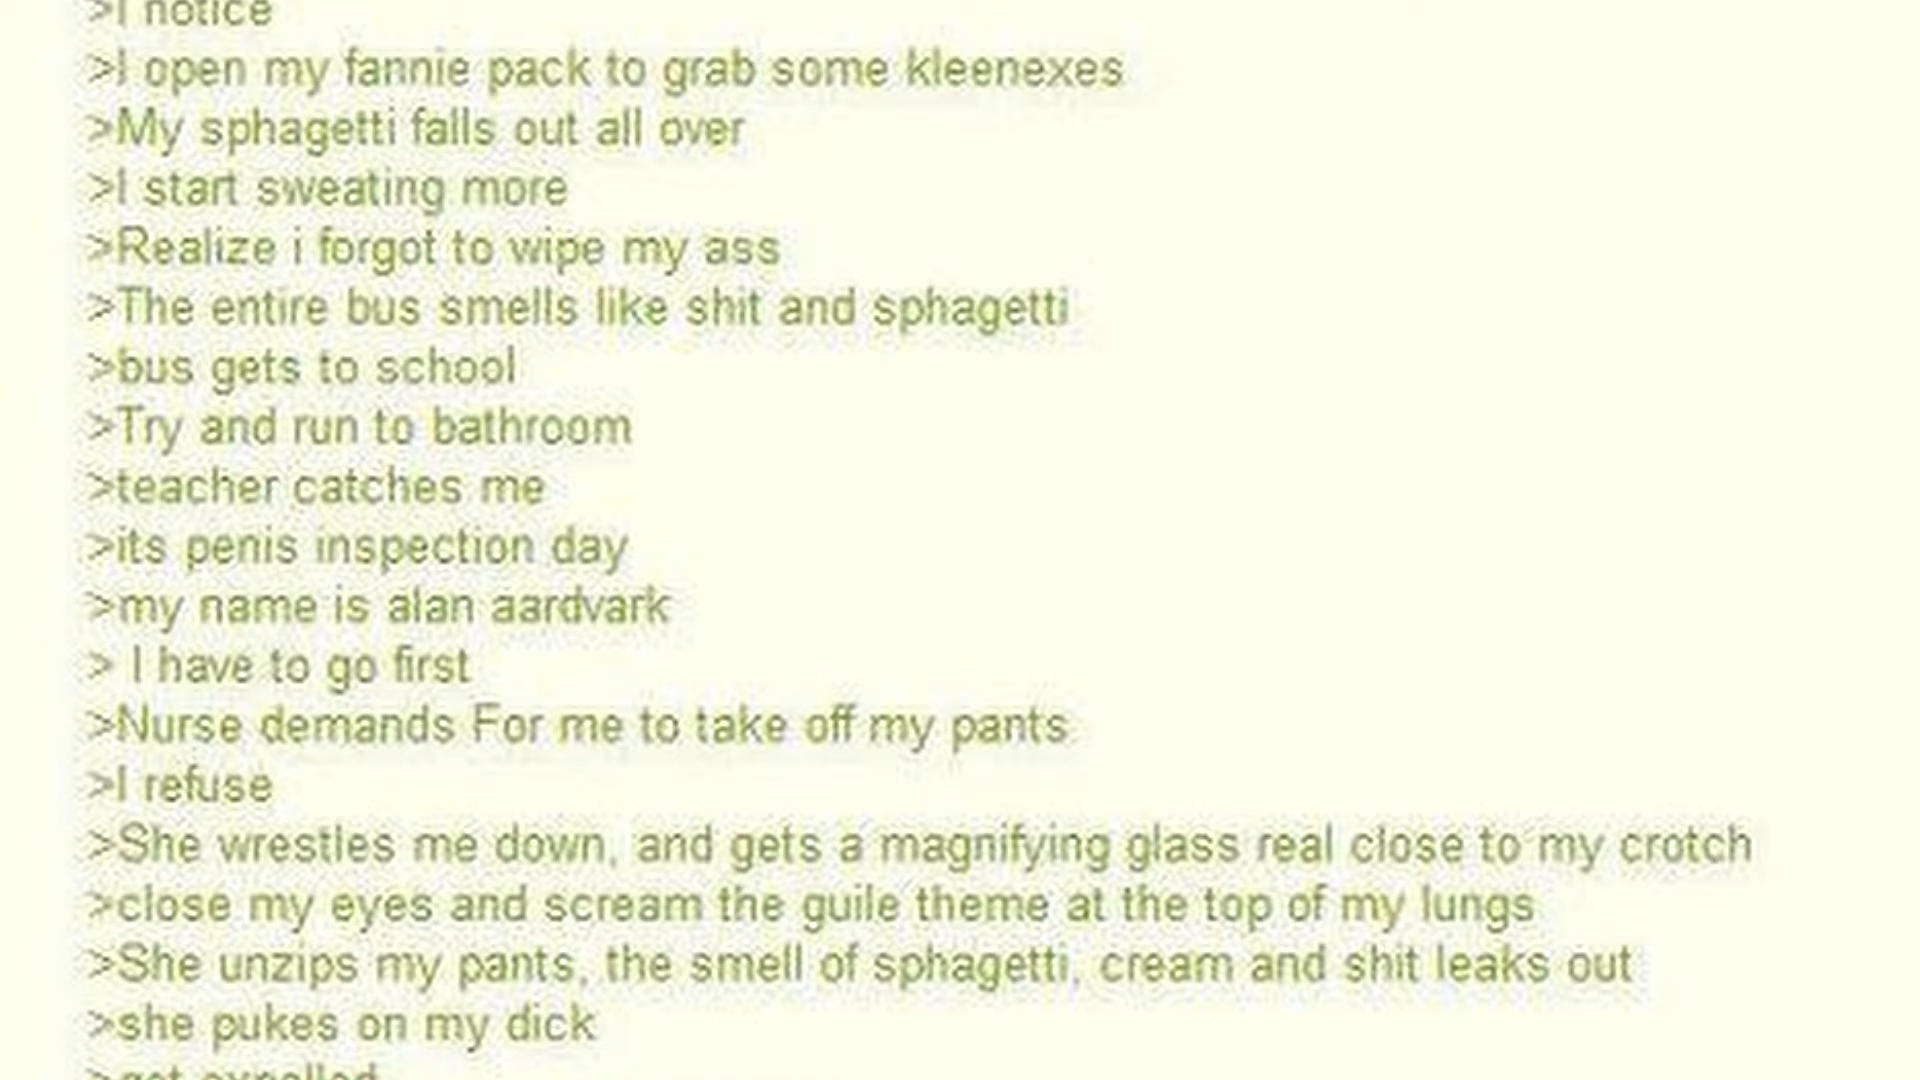 >I notice
>I open my fannie pack to grab some kleenexes
>My sphagetti falls out all over
>I start sweating more
>Realize i forgot to wipe my ass
>The entire bus smells like shit and sphagetti
>bus gets to school
>Try and run to bathroom
>teacher catches me
>its penis inspection day
>my name is alan aardvark
> I have to go first
>Nurse demands For me to take off my pants
>I refuse
>She wrestles me down, and gets a magnifying glass real close to my crotch
>close my eyes and scream the guile theme at the top of my lungs
>She unzips my pants, the smell of sphagetti, cream and shit leaks out
>she pukes on my dick
>get expelled